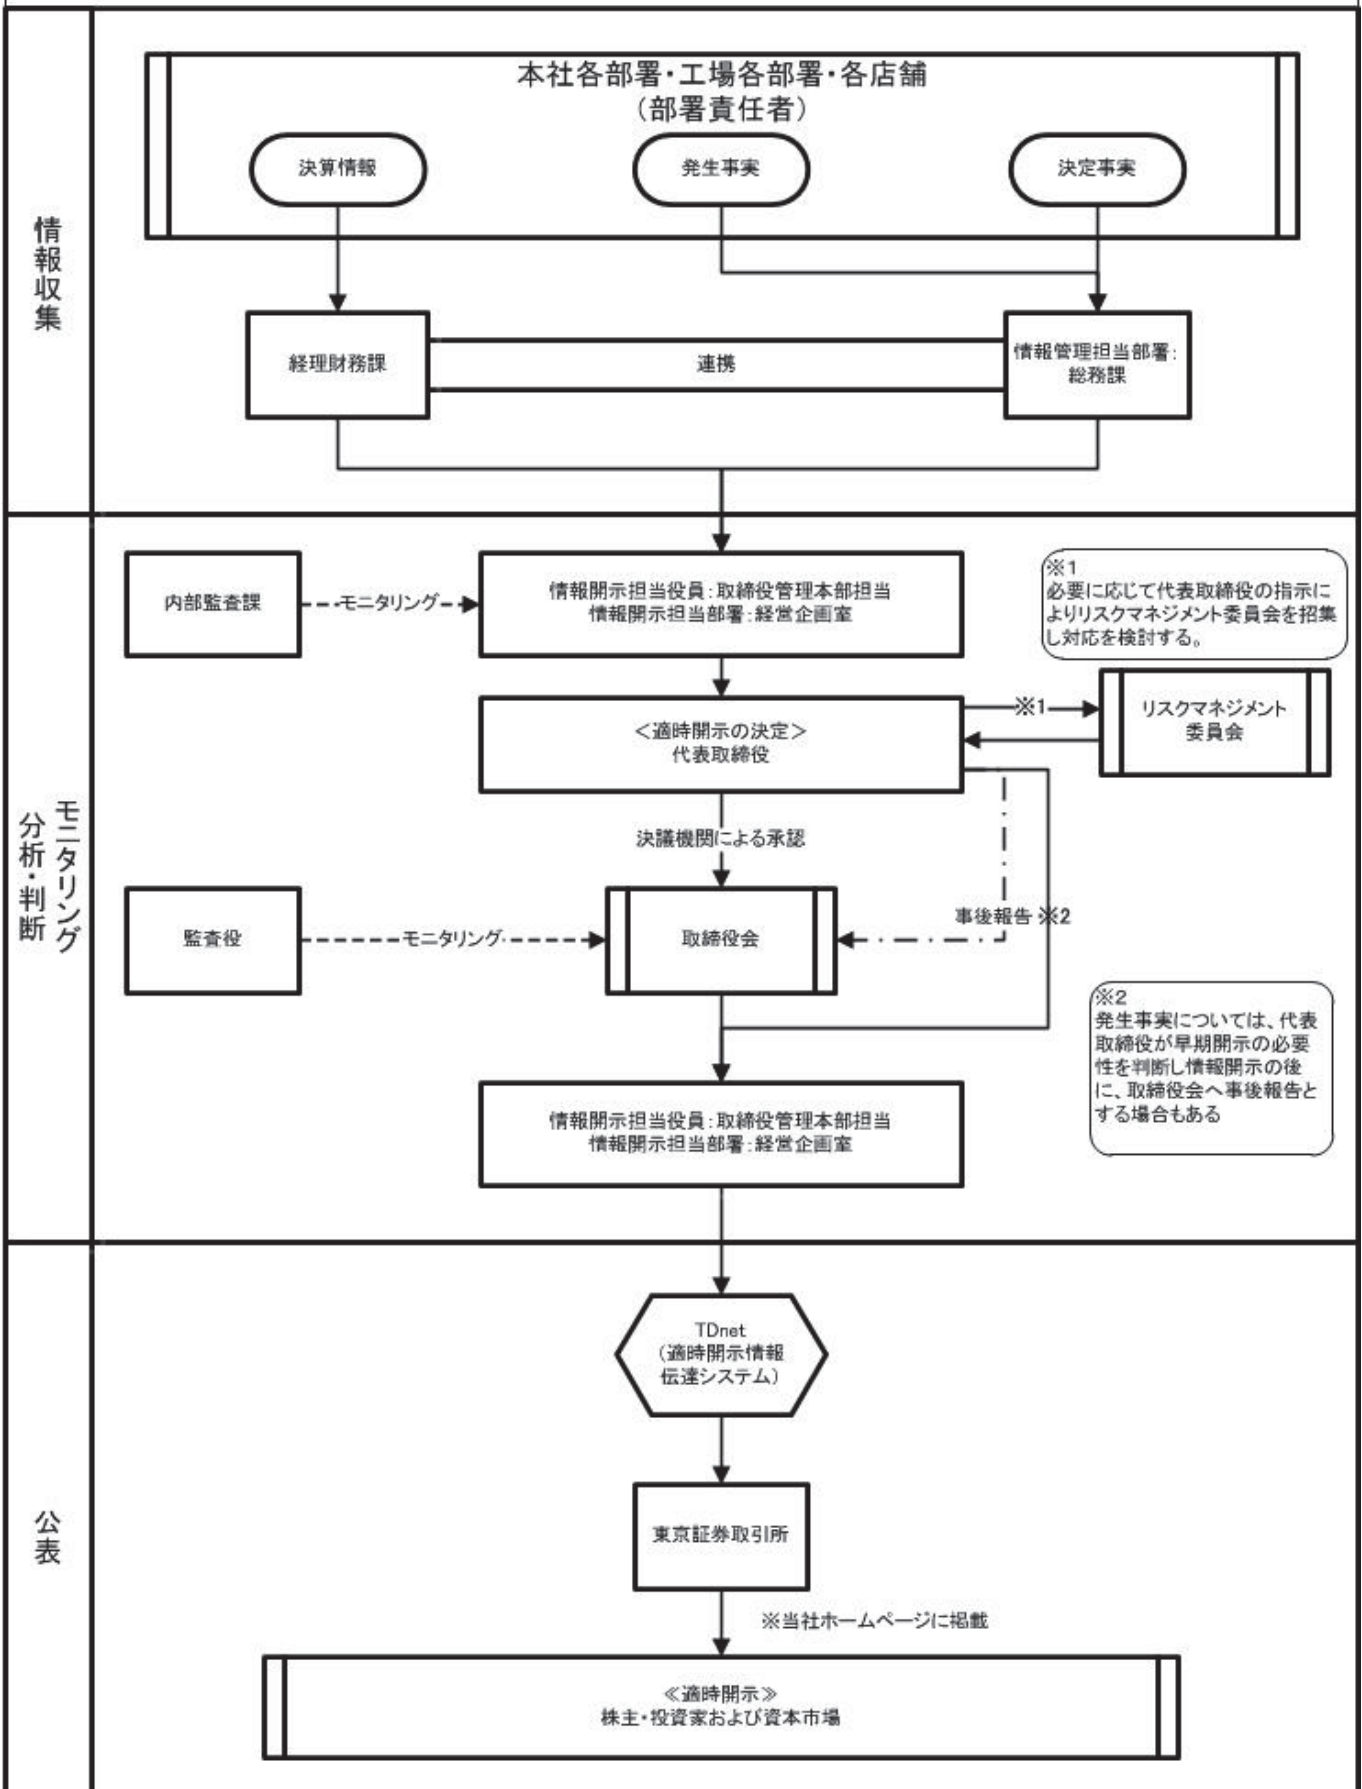 情報収集
本社各部署・工場各部署・各店舗
（部署責任者）
決算情報
発生事実
決定事実
経理財務課
連携
情報管理担当部署：
総務課
モニタリング
分析・判断
内部監査課
モニタリング
情報開示担当役員：取締役管理本部担当
情報開示担当部署：経営企画室
※1
必要に応じて代表取締役の指示に
よりリスクマネジメント委員会を招集
し対応を検討する。
＜適時開示の決定＞
代表取締役
※1
リスクマネジメント
委員会
決議機関による承認
監査役
モニタリング
取締役会
事後報告 ※2
※2
発生事実については、代表
取締役が早期開示の必要
性を判断し情報開示の後
に、取締役会へ事後報告と
する場合もある
情報開示担当役員：取締役管理本部担当
情報開示担当部署：経営企画室
公表
TDnet
（適時開示情報
伝達システム）
東京証券取引所
※当社ホームページに掲載
≪適時開示≫
株主・投資家および資本市場